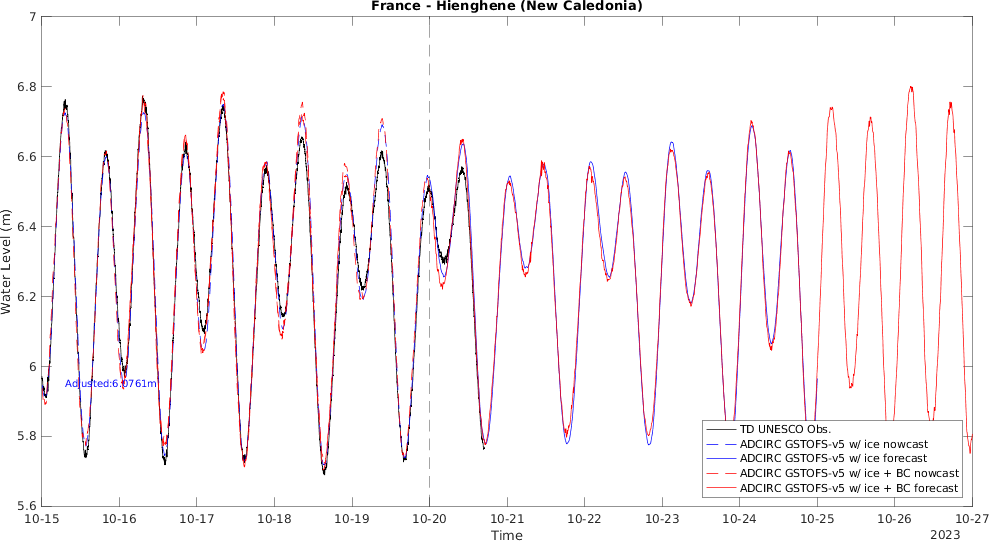 France - Hienghene (New Caledonia)
7
6.8
6.6
6.4
6.2
6
5.8
5.6
Water Level (m)
Adjusted:6.0761m
TD UNESCO Obs.
ADCIRC GSTOFS-v5 w/ ice nowcast
ADCIRC GSTOFS-v5 w/ ice forecast
ADCIRC GSTOFS-v5 w/ ice + BC nowcast
ADCIRC GSTOFS-v5 w/ ice + BC forecast
10-15 10-16 10-17 10-18 10-19 10-20 10-21 10-22 10-23 10-24 10-25 10-26 10-27
Time
2023